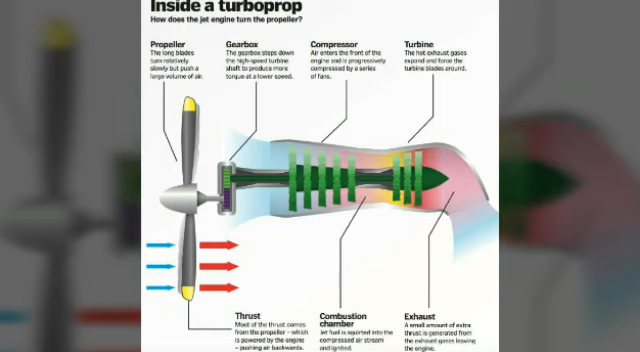 Inside a turboprop
How does the jet engine turn the propeller?
Propeller
The long blades
turn relatively
slowly but push a
large volume of air.
Gearbox
The gearbox steps down
the high-speed turbine
shaft to produce more
torque at a lower speed.
Compressor
Air enters the front of the
engine and is progressively
compressed by a series
of fans.
Turbine
The hot exhaust gases
expand and force the
turbine blades around.
Thrust
Most of the thrust comes
from the propeller – which
is powered by the engine
– pushing air backwards.
Combustion
chamber
Jet fuel is squirted into the
compressed air stream
and ignited.
Exhaust
A small amount of extra
thrust is generated from
the exhaust gases leaving
the engine.